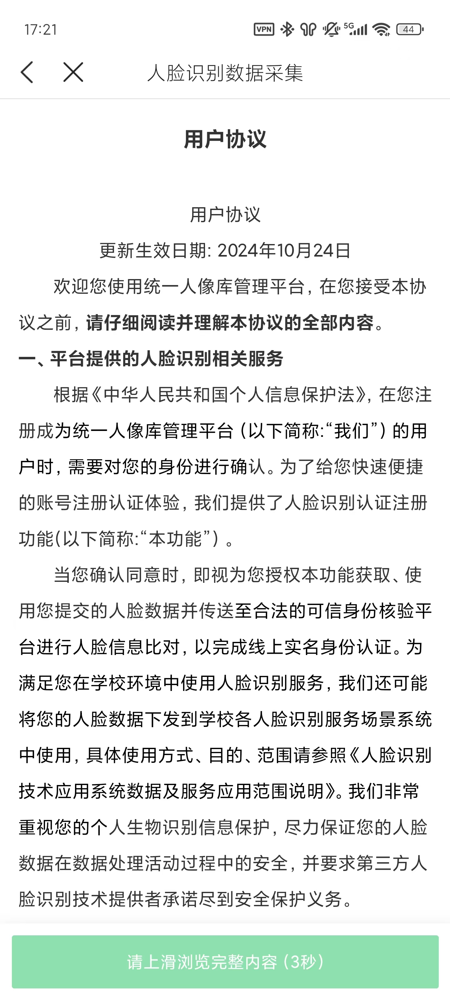 17:21
VPN 5G 44
人脸识别数据采集
用户协议
用户协议
更新生效日期: 2024年10月24日
欢迎您使用统一人像库管理平台, 在您接受本协
议之前, 请仔细阅读并理解本协议的全部内容。
一、平台提供的人脸识别相关服务
根据《中华人民共和国个人信息保护法》, 在您注
册成为统一人像库管理平台 (以下简称:“我们”) 的用
户时, 需要对您的身份进行确认。为了给您快速便捷
的账号注册认证体验, 我们提供了人脸识别认证注册
功能(以下简称:“本功能”) 。
当您确认同意时, 即视为您授权本功能获取、使
用您提交的人脸数据并传送至合法的可信身份核验平
台进行人脸信息比对, 以完成线上实名身份认证。为
满足您在学校环境中使用人脸识别服务, 我们还可能
将您的人脸数据下发到学校各人脸识别服务场景系统
中使用, 具体使用方式、目的、范围请参照《人脸识别
技术应用系统数据及服务应用范围说明》。我们非常
重视您的个人生物识别信息保护, 尽力保证您的人脸
数据在数据处理活动过程中的安全, 并要求第三方人
脸识别技术提供者承诺尽到安全保护义务。
请上滑浏览完整内容 (3秒)